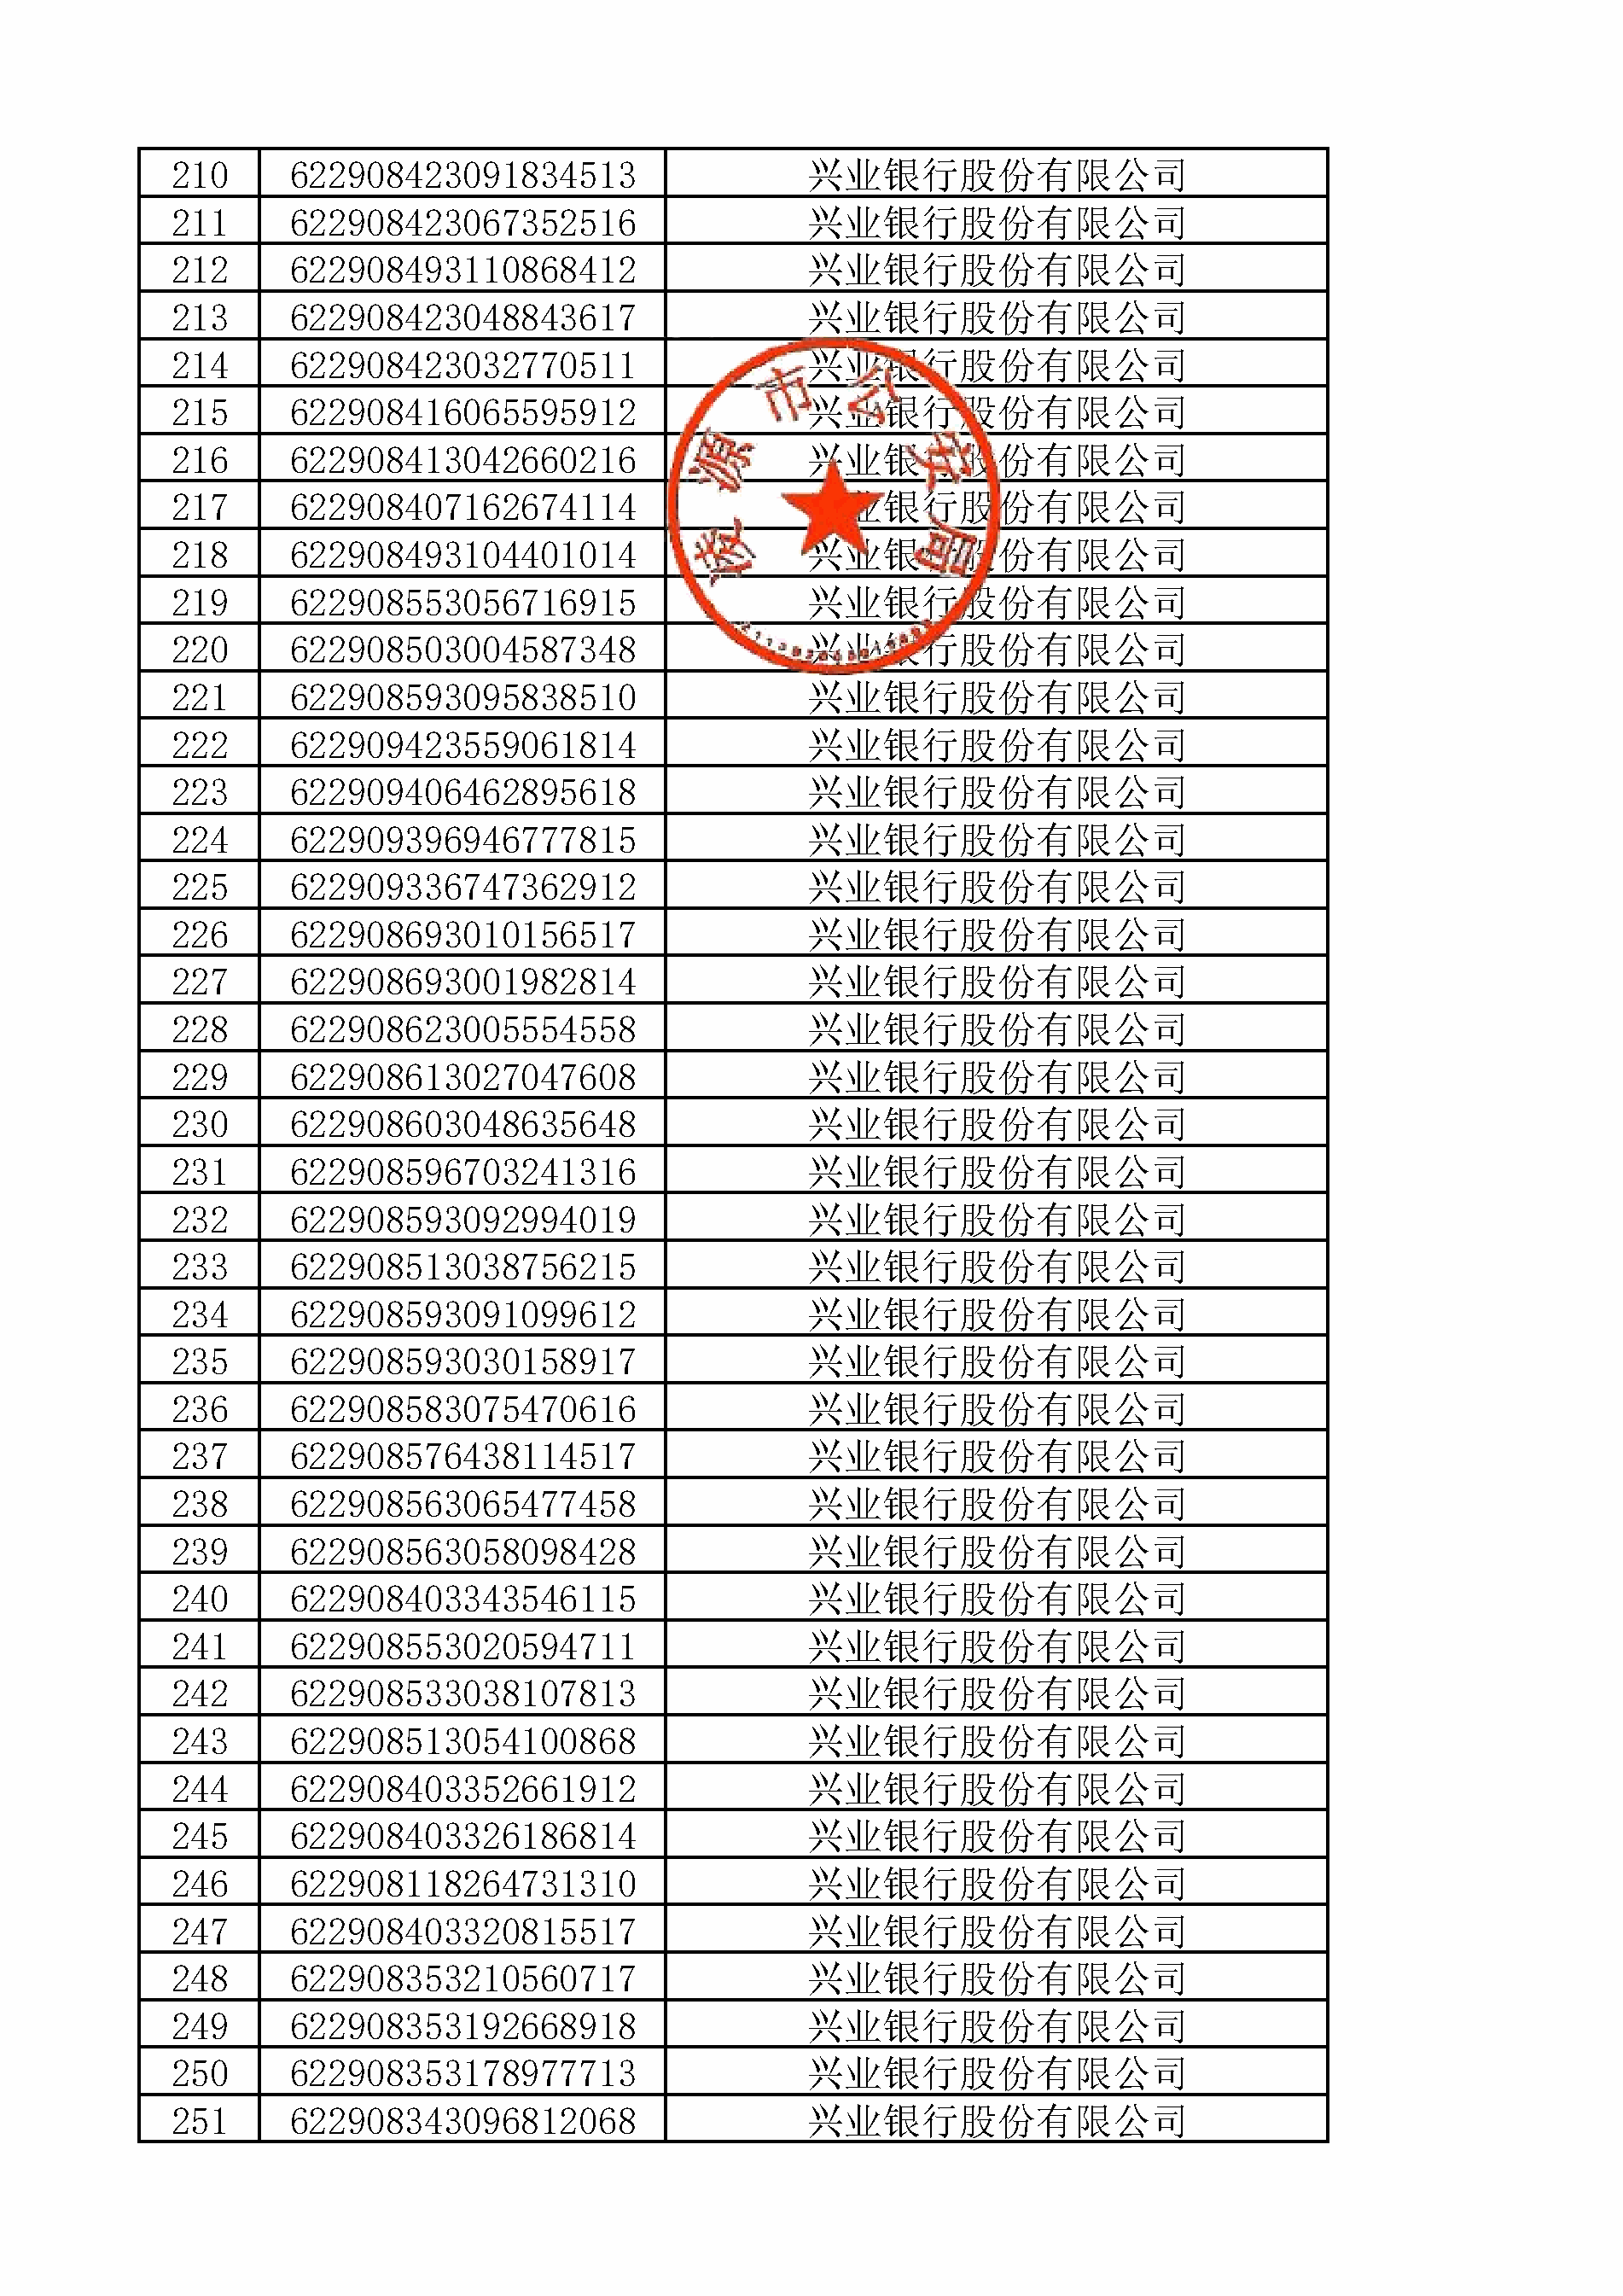 210 622908423091834513 兴业银行股份有限公司
211 622908423067352516 兴业银行股份有限公司
212 622908493110868412 兴业银行股份有限公司
213 622908423048843617 兴业银行股份有限公司
214 622908423032770511 兴业银行股份有限公司
215 622908416065595912 兴业银行股份有限公司
216 622908413042660216 兴业银行股份有限公司
217 622908407162674114 兴业银行股份有限公司
218 622908493104401014 兴业银行股份有限公司
219 622908553056716915 兴业银行股份有限公司
220 622908503004587348 兴业银行股份有限公司
221 622908593095838510 兴业银行股份有限公司
222 622909423559061814 兴业银行股份有限公司
223 622909406462895618 兴业银行股份有限公司
224 622909396946777815 兴业银行股份有限公司
225 622909336747362912 兴业银行股份有限公司
226 622908693010156517 兴业银行股份有限公司
227 622908693001982814 兴业银行股份有限公司
228 622908623005554558 兴业银行股份有限公司
229 622908613027047608 兴业银行股份有限公司
230 622908603048635648 兴业银行股份有限公司
231 622908596703241316 兴业银行股份有限公司
232 622908593092994019 兴业银行股份有限公司
233 622908513038756215 兴业银行股份有限公司
234 622908593091099612 兴业银行股份有限公司
235 622908593030158917 兴业银行股份有限公司
236 622908583075470616 兴业银行股份有限公司
237 622908576438114517 兴业银行股份有限公司
238 622908563065477458 兴业银行股份有限公司
239 622908563058098428 兴业银行股份有限公司
240 622908403343546115 兴业银行股份有限公司
241 622908553020594711 兴业银行股份有限公司
242 622908533038107813 兴业银行股份有限公司
243 622908513054100868 兴业银行股份有限公司
244 622908403352661912 兴业银行股份有限公司
245 622908403326186814 兴业银行股份有限公司
246 622908118264731310 兴业银行股份有限公司
247 622908403320815517 兴业银行股份有限公司
248 622908353210560717 兴业银行股份有限公司
249 622908353192668918 兴业银行股份有限公司
250 622908353178977713 兴业银行股份有限公司
251 622908343096812068 兴业银行股份有限公司
凌源市公安局